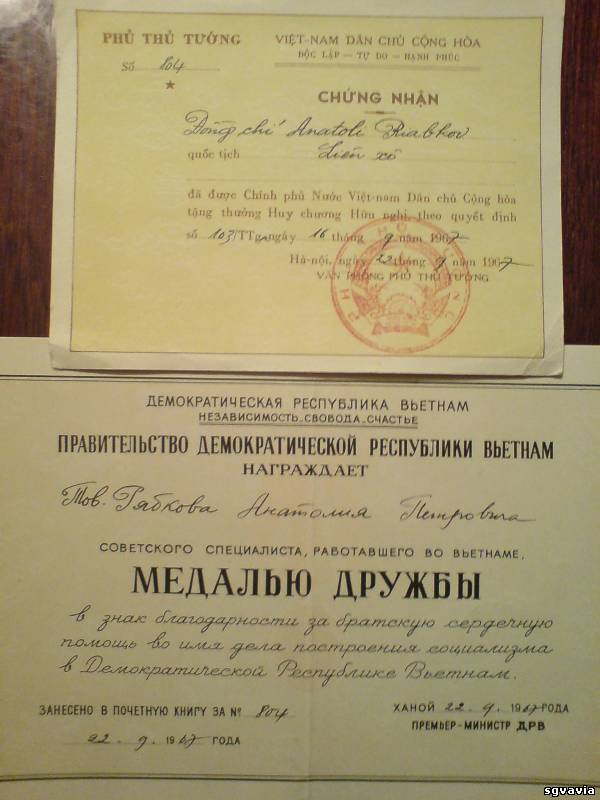 PHỦ THỦ TƯỚNG
Số 804
VIỆT-NAM DÂN CHỦ CỘNG HÒA
ĐỘC LẬP — TỰ DO — HẠNH PHÚC
CHỨNG NHẬN
Đồng chí Anatoli Riabkov
quốc tịch Liên xô
đã được Chính phủ Nước Việt-nam Dân chủ Cộng hòa
tặng thưởng Huy chương Hữu nghị, theo quyết định
số 103/TTg ngày 16 tháng 9 năm 1967
Hà-nội, ngày 22 tháng 9 năm 1967
VĂN PHÒNG PHỦ THỦ TƯỚNG
ДЕМОКРАТИЧЕСКАЯ РЕСПУБЛИКА ВЬЕТНАМ
НЕЗАВИСИМОСТЬ-СВОБОДА-СЧАСТЬЕ
ПРАВИТЕЛЬСТВО ДЕМОКРАТИЧЕСКОЙ РЕСПУБЛИКИ ВЬЕТНАМ
НАГРАЖДАЕТ
Тов. Рябкова Анатолия Петровича
СОВЕТСКОГО СПЕЦИАЛИСТА, РАБОТАВШЕГО ВО ВЬЕТНАМЕ,
МЕДАЛЬЮ ДРУЖБЫ
в знак благодарности за братскую сердечную
помощь во имя дела построения социализма
в Демократической Республике Вьетнам.
ЗАНЕСЕНО В ПОЧЕТНУЮ КНИГУ ЗА № 804
22 - 9 - 1967 ГОДА
ХАНОЙ 22 - 9 - 1967 ГОДА
ПРЕМЬЕР-МИНИСТР ДРВ
sgvavia